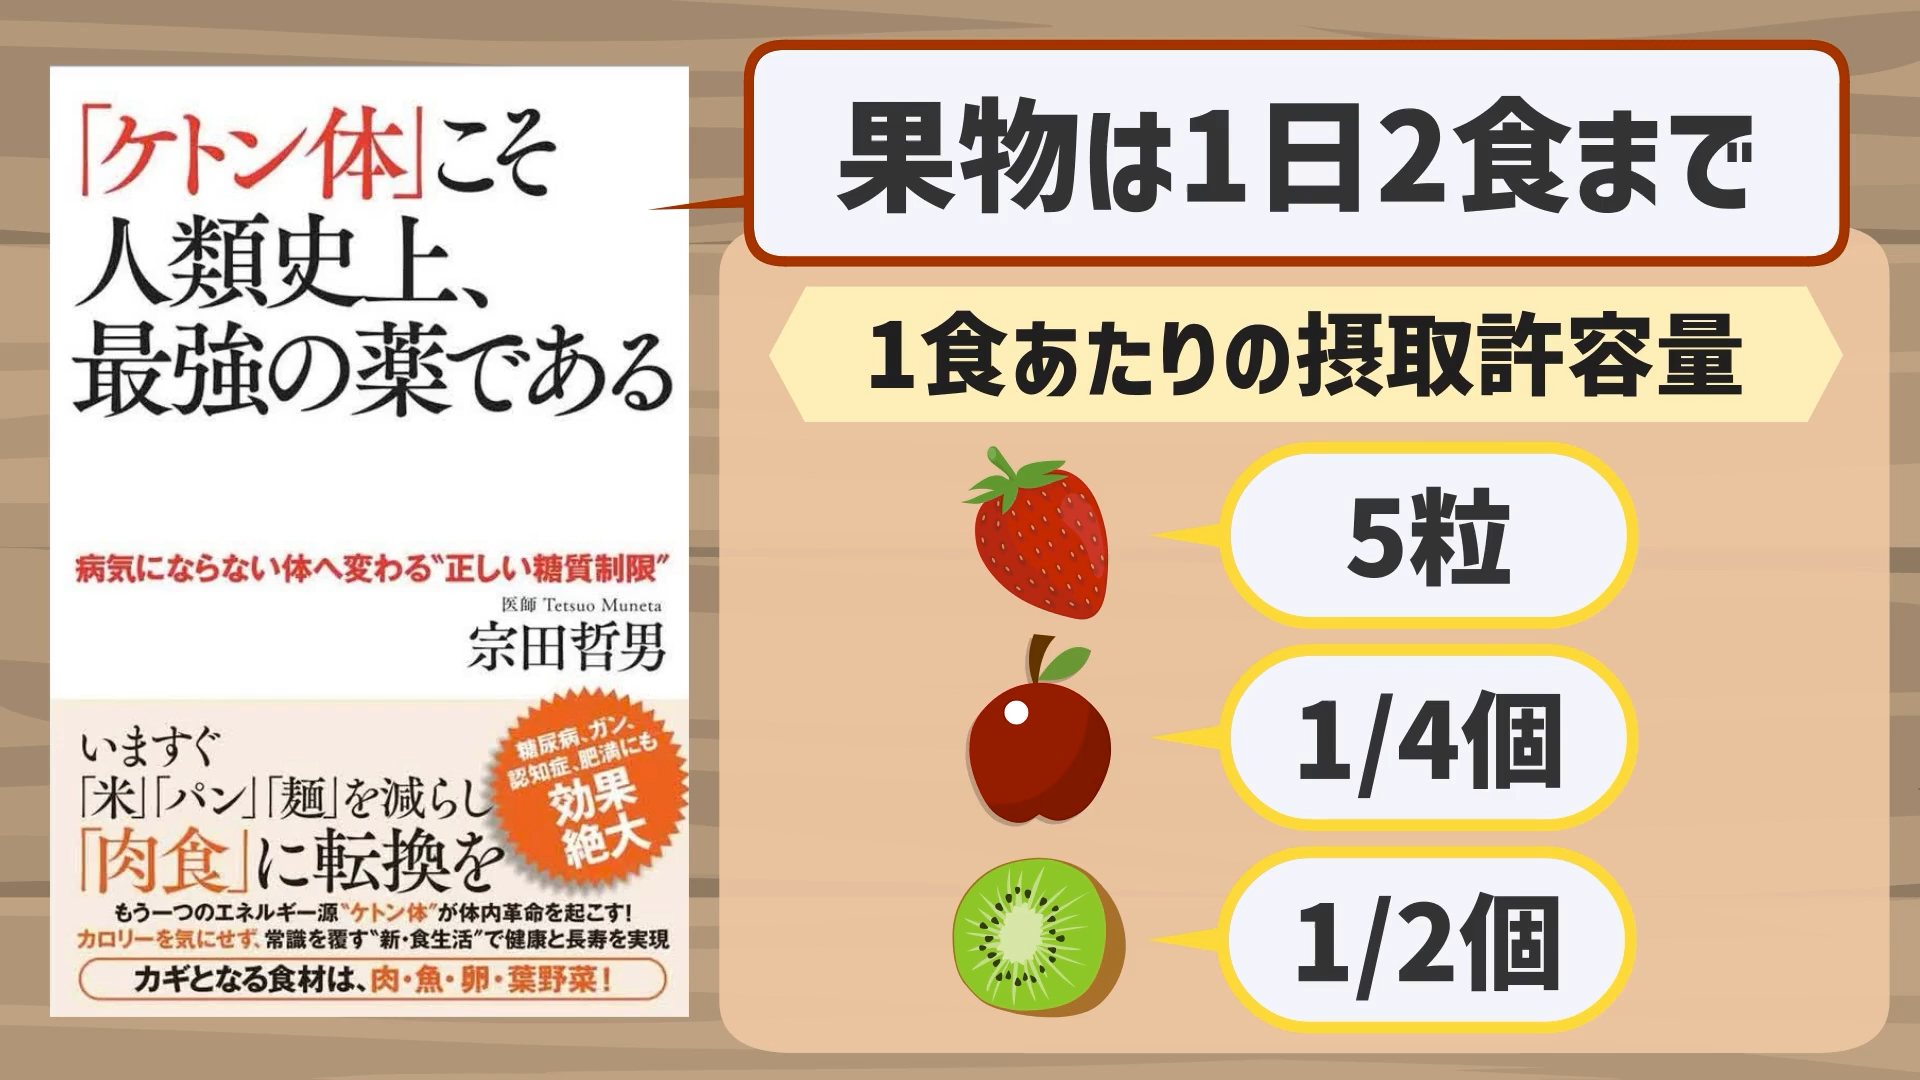 「ケトン体」こそ
人類史上、
最強の薬である
病気にならない体へ変わる〝正しい糖質制限〟
医師 Tetsuo Muneta
宗田哲男
いますぐ
「米」「パン」「麺」を減らし
「肉食」に転換を
糖尿病、ガン、
認知症、肥満にも
効果
絶大
もう一つのエネルギー源〝ケトン体〟が体内革命を起こす!
カロリーを気にせず、常識を覆す〝新・食生活〟で健康と長寿を実現
カギとなる食材は、肉・魚・卵・葉野菜!
果物は1日2食まで
1食あたりの摂取許容量
5粒
1/4個
1/2個